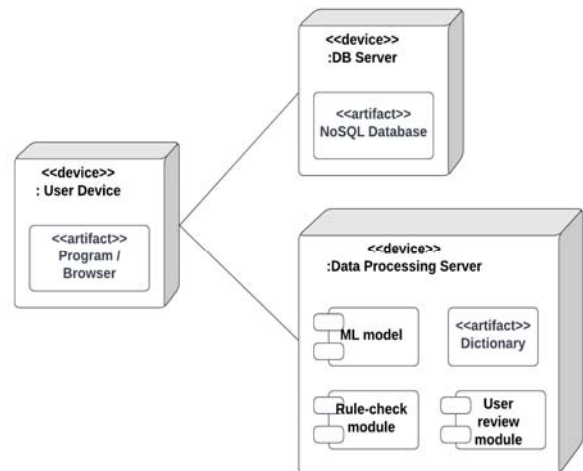 <<device>>
:DB Server
<<artifact>>
NoSQL Database
<<device>>
: User Device
<<artifact>>
Program /
Browser
<<device>>
:Data Processing Server
ML model
<<artifact>>
Dictionary
Rule-check
module
User
review
module